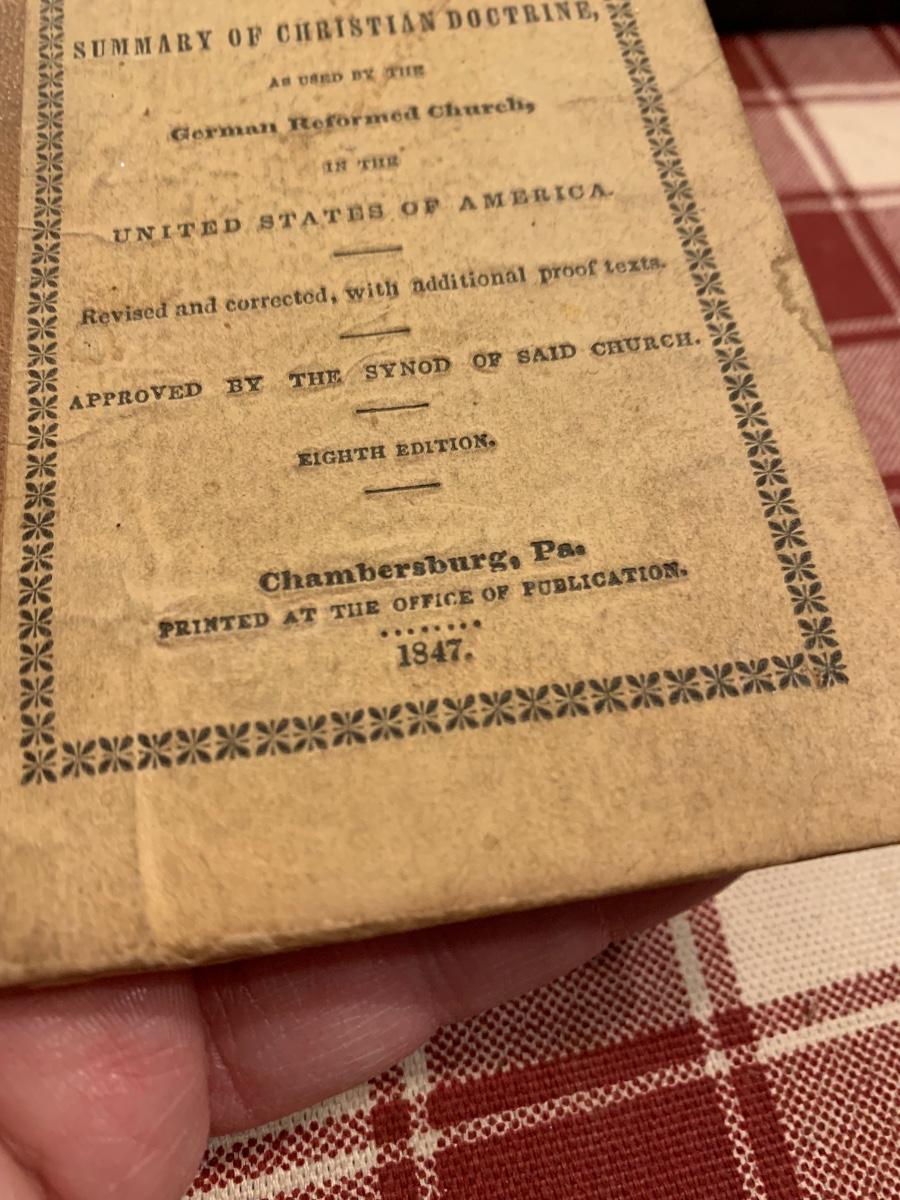 SUMMARY OF CHRISTIAN DOCTRINE,
AS USED BY THE
German Reformed Church,
IN THE
UNITED STATES OF AMERICA.
Revised and corrected, with additional proof texts.
APPROVED BY THE SYNOD OF SAID CHURCH.
EIGHTH EDITION.
Chambersburg, Pa.
PRINTED AT THE OFFICE OF PUBLICATION.
........
1847.